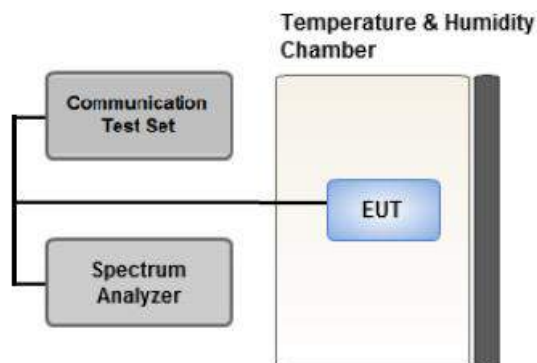 Temperature & Humidity
Chamber
Communication
Test Set
EUT
Spectrum
Analyzer